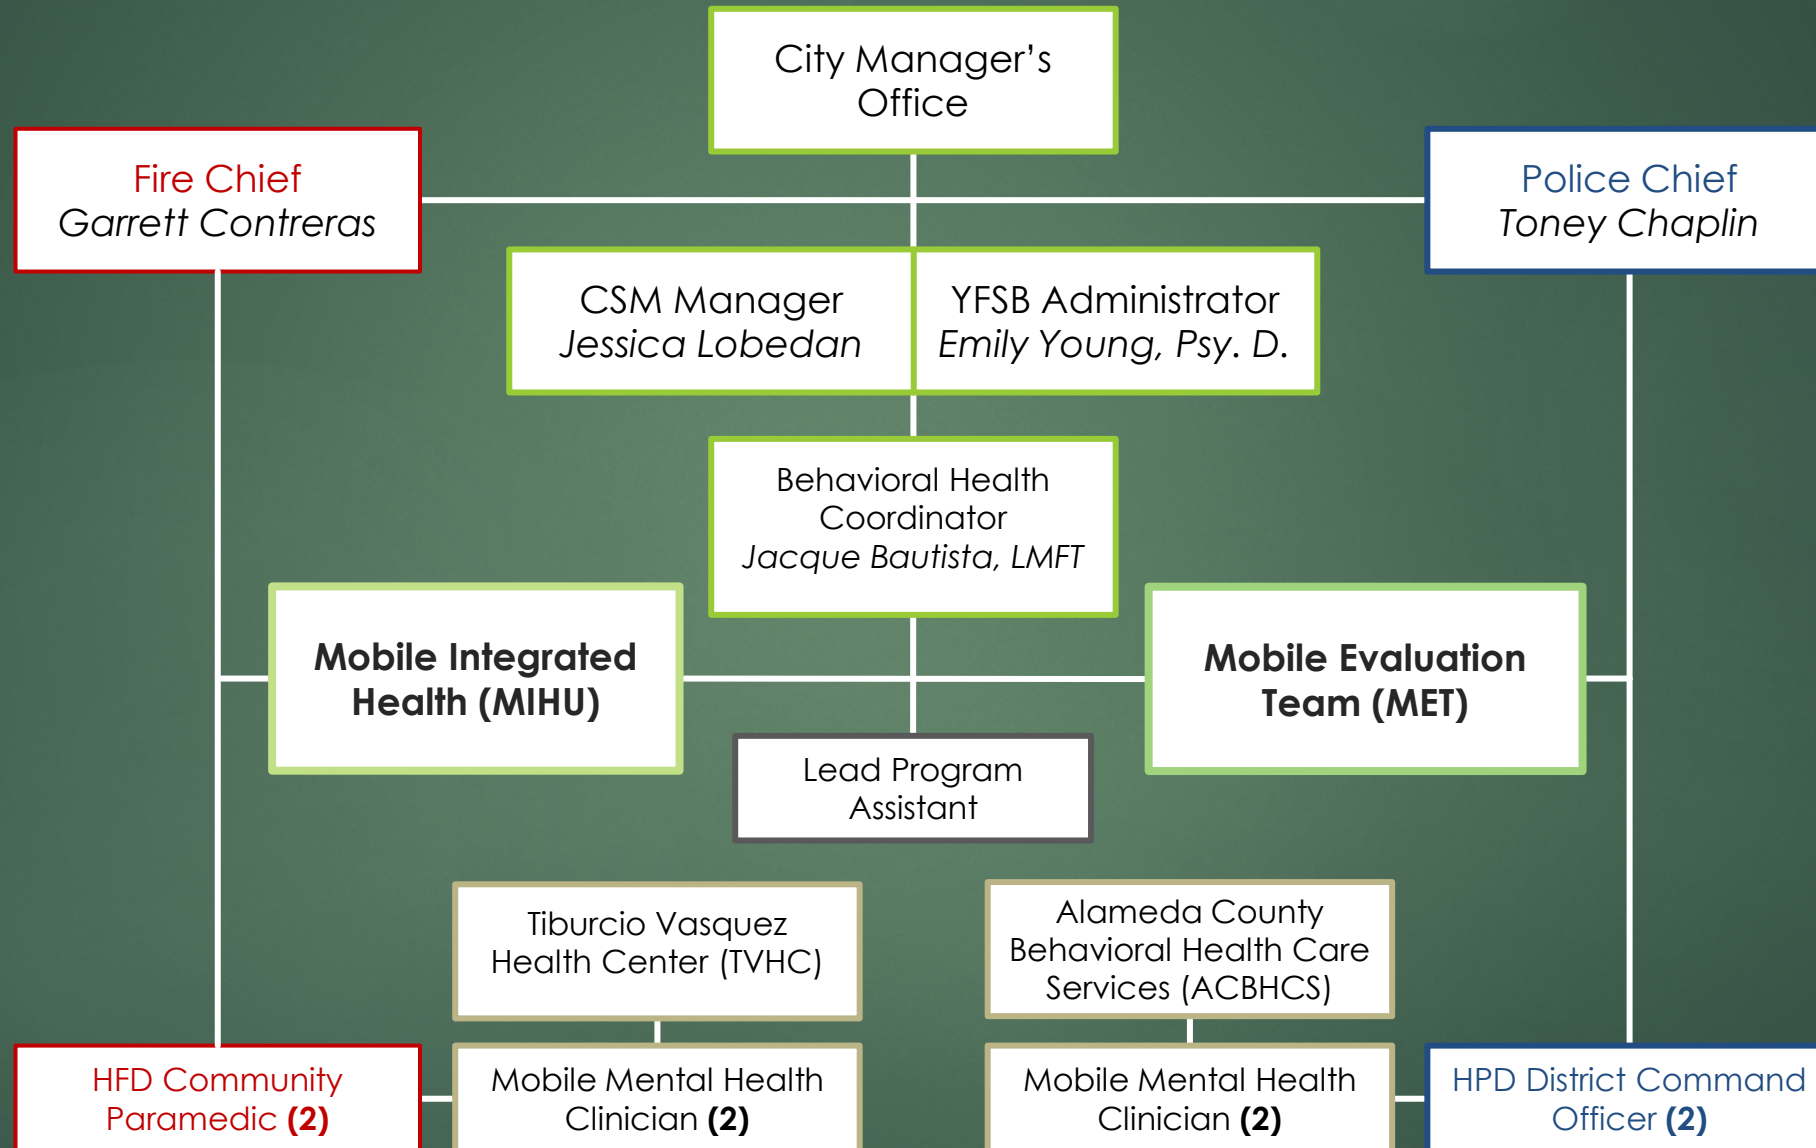 City Manager’s
Office
Fire Chief
Garrett Contreras
Police Chief
Toney Chaplin
CSM Manager
Jessica Lobedan
YFSB Administrator
Emily Young, Psy. D.
Behavioral Health
Coordinator
Jacque Bautista, LMFT
Mobile Integrated
Health (MIHU)
Mobile Evaluation
Team (MET)
Lead Program
Assistant
Tiburcio Vasquez
Health Center (TVHC)
Alameda County
Behavioral Health Care
Services (ACBHCS)
HFD Community
Paramedic (2)
Mobile Mental Health
Clinician (2)
Mobile Mental Health
Clinician (2)
HPD District Command
Officer (2)